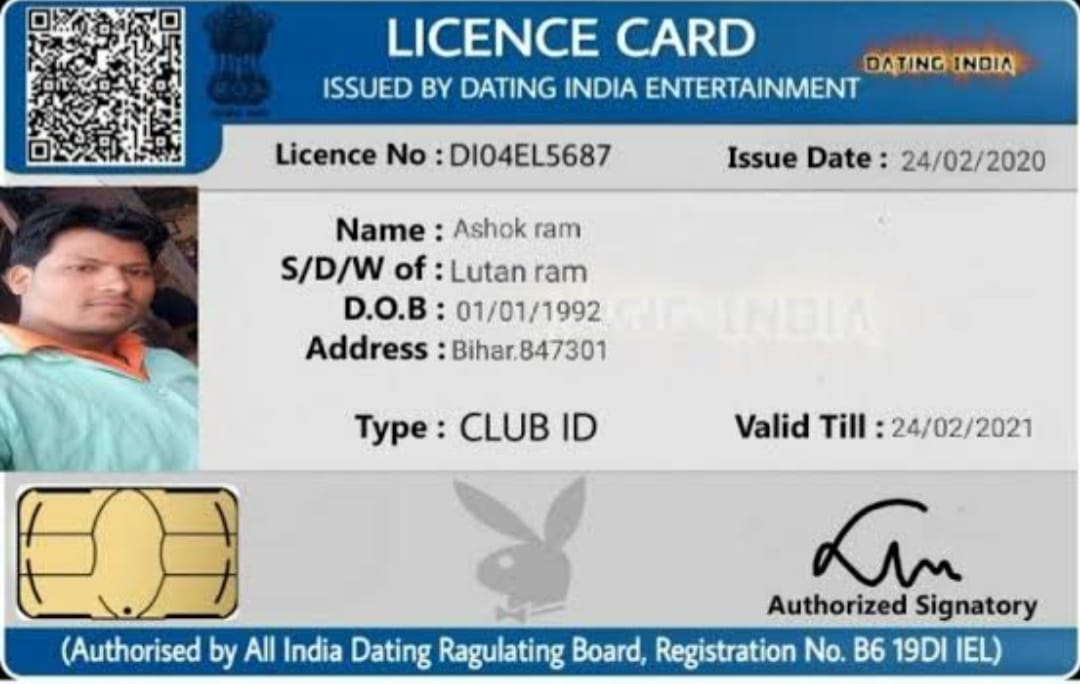 LICENCE CARD
DATING INDIA
ISSUED BY DATING INDIA ENTERTAINMENT
Licence No : DI04EL5687
Issue Date : 24/02/2020
Name : Ashok ram
S/D/W of : Lutan ram
D.O.B : 01/01/1992
Address : Bihar.847301
INDIA
Type : CLUB ID
Valid Till : 24/02/2021
Authorized Signatory
(Authorised by All India Dating Ragulating Board, Registration No. B6 19DI IEL)